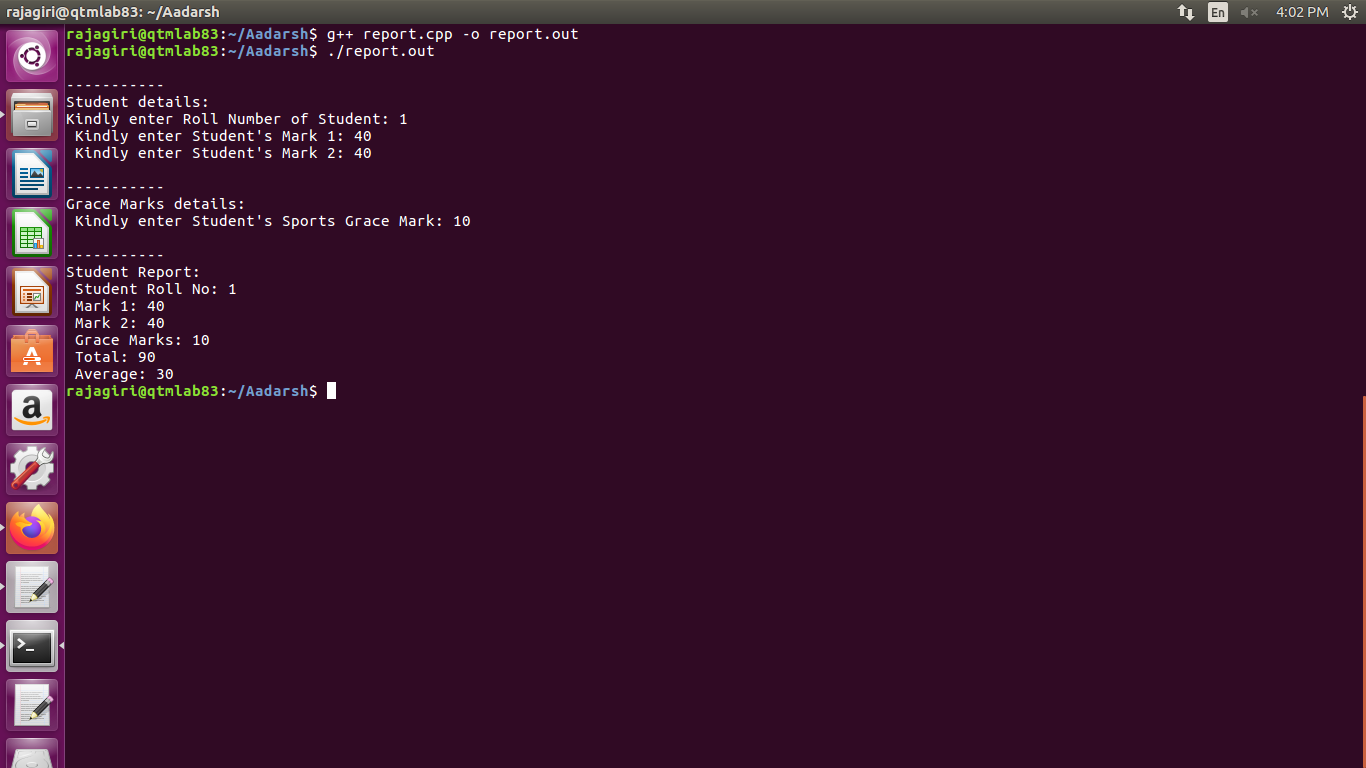 rajagiri@qtmlab83: ~/Aadarsh
En
4:02 PM
rajagiri@qtmlab83:~/Aadarsh$ g++ report.cpp -o report.out
rajagiri@qtmlab83:~/Aadarsh$ ./report.out
-----------
Student details:
Kindly enter Roll Number of Student: 1
Kindly enter Student's Mark 1: 40
Kindly enter Student's Mark 2: 40
-----------
Grace Marks details:
Kindly enter Student's Sports Grace Mark: 10
-----------
Student Report:
Student Roll No: 1
Mark 1: 40
Mark 2: 40
Grace Marks: 10
Total: 90
Average: 30
rajagiri@qtmlab83:~/Aadarsh$